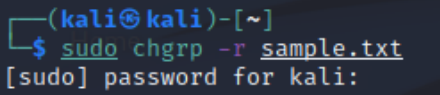 ┌──(kali㉿kali)-[~]
└─$ sudo chgrp -r sample.txt
[sudo] password for kali: